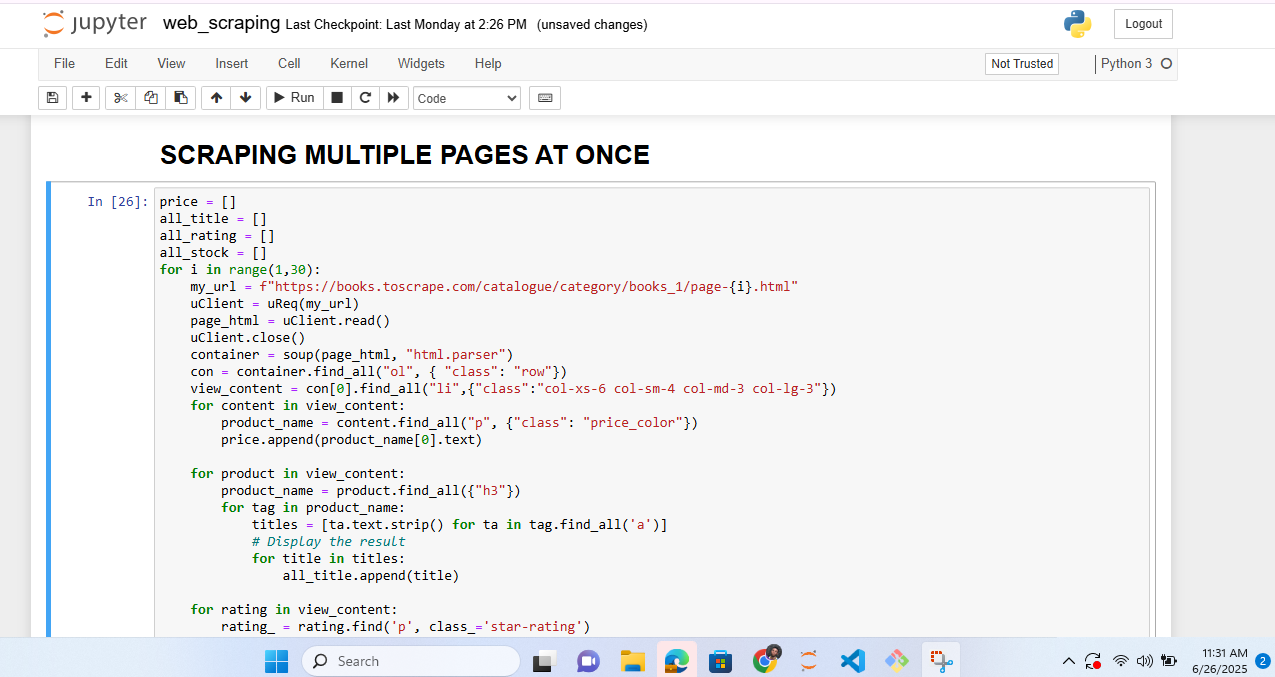 jupyter web_scraping Last Checkpoint: Last Monday at 2:26 PM (unsaved changes)
Logout
File Edit View Insert Cell Kernel Widgets Help
Not Trusted
Python 3
Run
Code
SCRAPING MULTIPLE PAGES AT ONCE
In [26]:
price = []
all_title = []
all_rating = []
all_stock = []
for i in range(1,30):
    my_url = f"https://books.toscrape.com/catalogue/category/books_1/page-{i}.html"
    uClient = uReq(my_url)
    page_html = uClient.read()
    uClient.close()
    container = soup(page_html, "html.parser")
    con = container.find_all("ol", { "class": "row"})
    view_content = con[0].find_all("li",{"class":"col-xs-6 col-sm-4 col-md-3 col-lg-3"})
    for content in view_content:
        product_name = content.find_all("p", {"class": "price_color"})
        price.append(product_name[0].text)
    for product in view_content:
        product_name = product.find_all({"h3"})
        for tag in product_name:
            titles = [ta.text.strip() for ta in tag.find_all('a')]
            # Display the result
            for title in titles:
                all_title.append(title)
    for rating in view_content:
        rating_ = rating.find('p', class_='star-rating')
Search
11:31 AM
6/26/2025
2